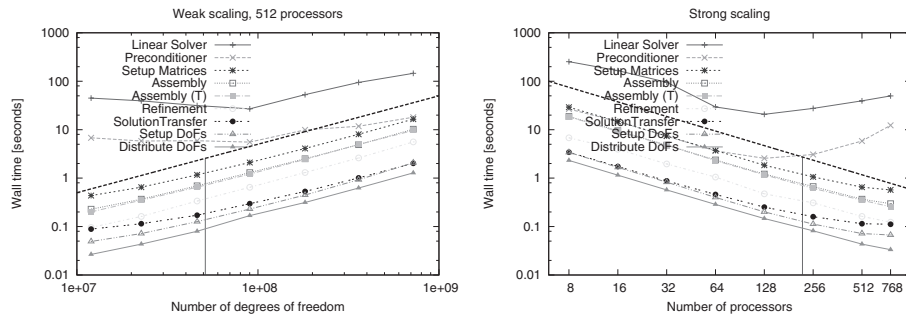 Weak scaling, 512 processors
Wall time [seconds]
1000
100
10
1
0.1
0.01
Linear Solver
Preconditioner
Setup Matrices
Assembly
Assembly (T)
Refinement
SolutionTransfer
Setup DoFs
Distribute DoFs
1e+07
1e+08
1e+09
Number of degrees of freedom
Strong scaling
Wall time [seconds]
1000
100
10
1
0.1
0.01
Linear Solver
Preconditioner
Setup Matrices
Assembly
Assembly (T)
Refinement
SolutionTransfer
Setup DoFs
Distribute DoFs
8
16
32
64
128
256
512
768
Number of processors